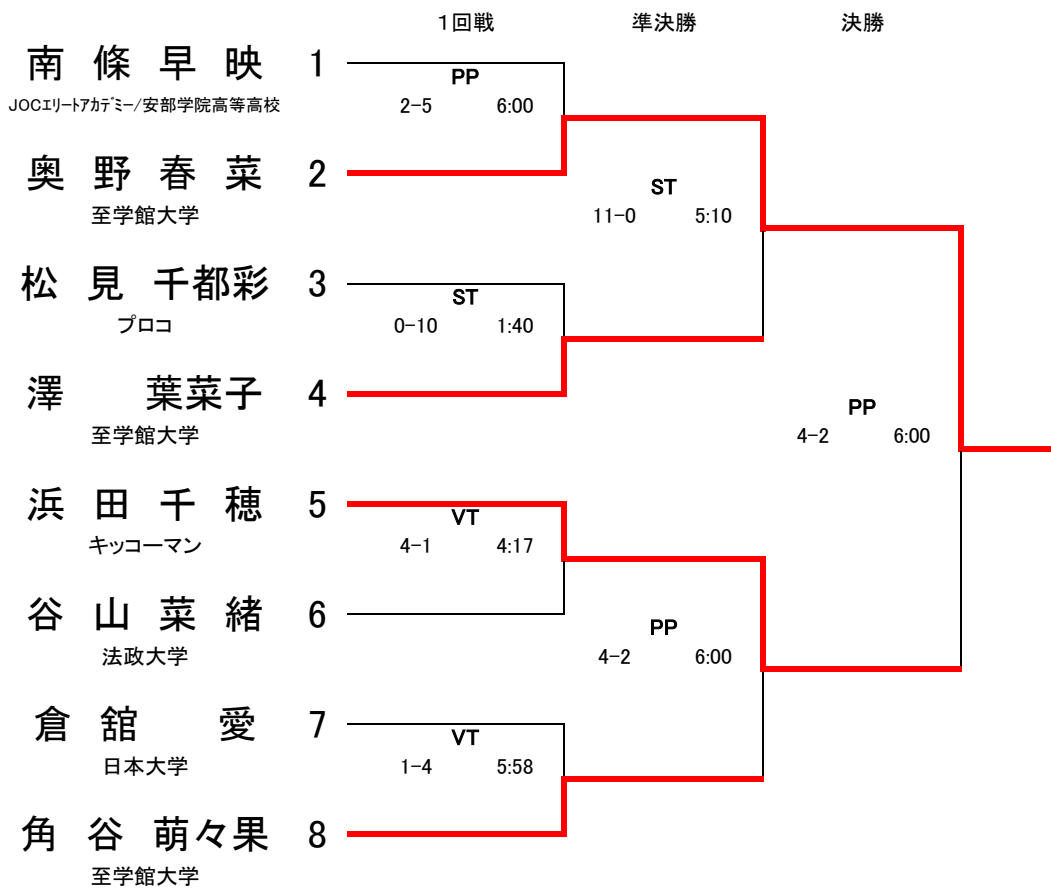 1回戦 準決勝 決勝
南 條 早 映 1
JOCエリートアカデミー/安部学院高等高校
PP
2-5 6:00
奥 野 春 菜 2
至学館大学
ST
11-0 5:10
松 見 千都彩 3
プロコ
ST
0-10 1:40
澤 葉菜子 4
至学館大学
PP
4-2 6:00
浜 田 千 穂 5
キッコーマン
VT
4-1 4:17
谷 山 菜 緒 6
法政大学
PP
4-2 6:00
倉 舘 愛 7
日本大学
VT
1-4 5:58
角 谷 萌々果 8
至学館大学